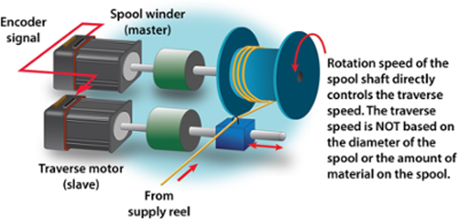 Encoder
signal
Spool winder
(master)
Rotation speed of the
spool shaft directly
controls the traverse
speed. The traverse
speed is NOT based on
the diameter of the
spool or the amount of
material on the spool.
Traverse motor
(slave)
From
supply reel